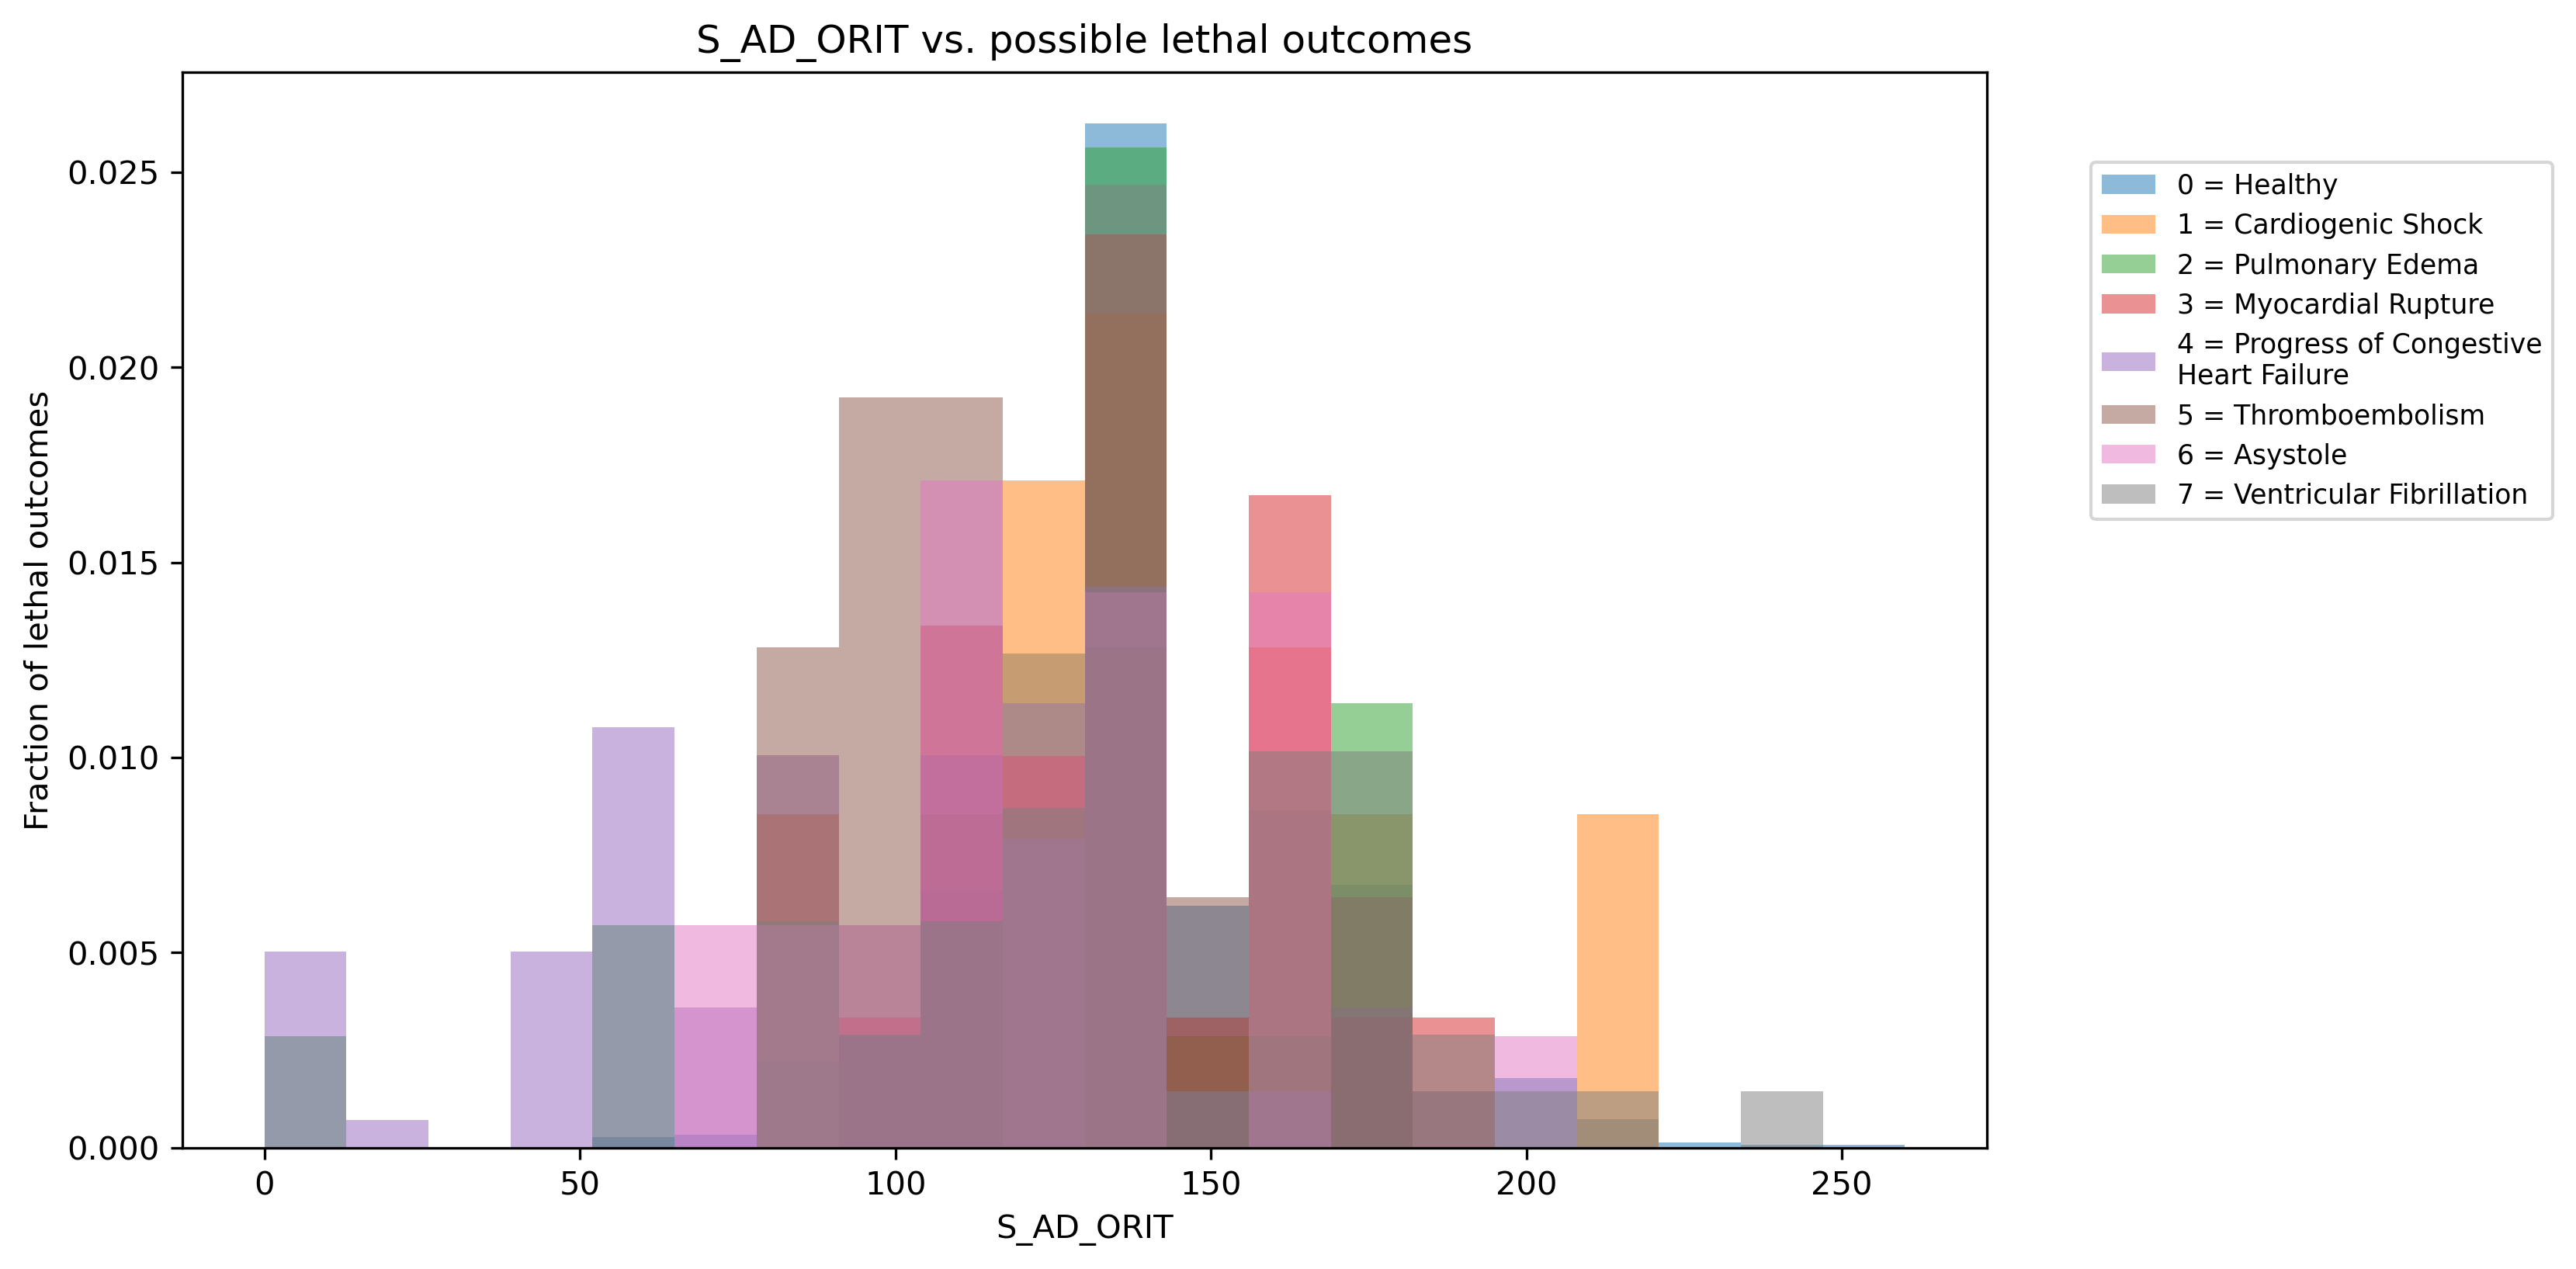 S_AD_ORIT vs. possible lethal outcomes
Fraction of lethal outcomes
0.025
0.020
0.015
0.010
0.005
0.000
0 50 100 150 200 250
S_AD_ORIT
0 = Healthy
1 = Cardiogenic Shock
2 = Pulmonary Edema
3 = Myocardial Rupture
4 = Progress of Congestive
Heart Failure
5 = Thromboembolism
6 = Asystole
7 = Ventricular Fibrillation